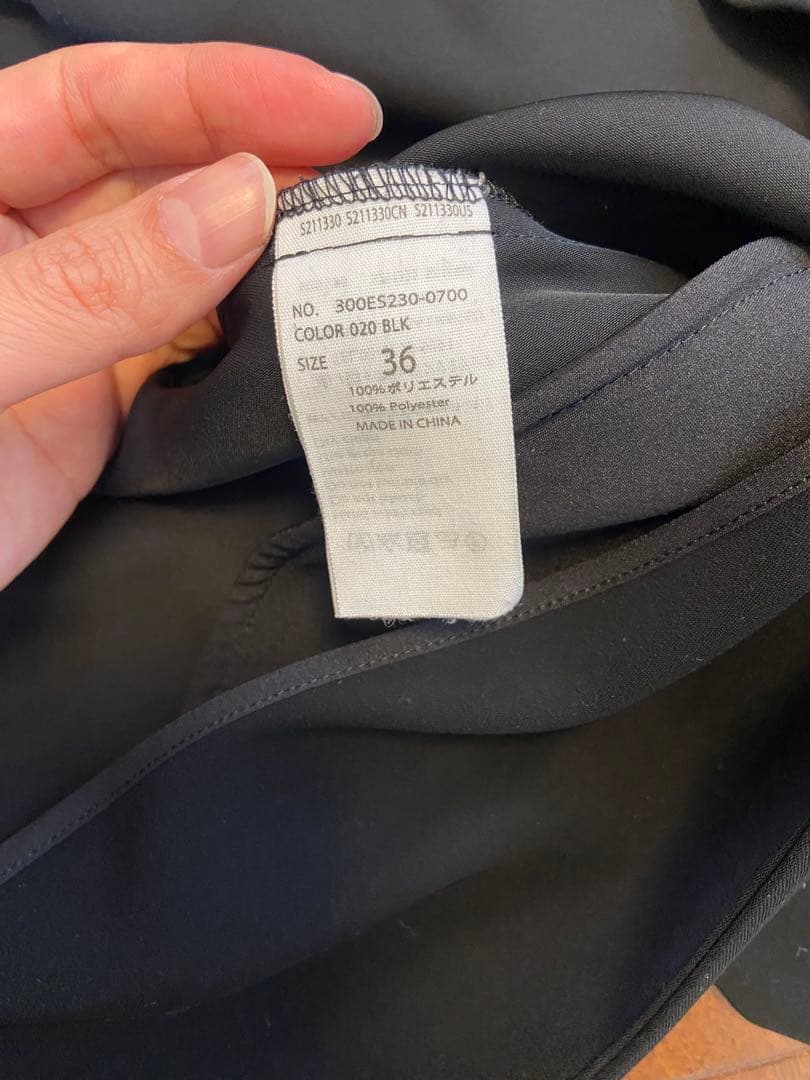 S211330 S211330CN S211330US
NO. 300ES230-0700
COLOR 020 BLK
SIZE 36
100%ポリエステル
100% Polyester
MADE IN CHINA